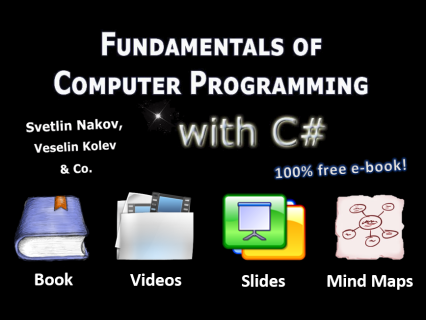 FUNDAMENTALS OF
COMPUTER PROGRAMMING
with C#
Svetlin Nakov,
Veselin Kolev
& Co.
100% free e-book!
Book
Videos
Slides
Mind Maps